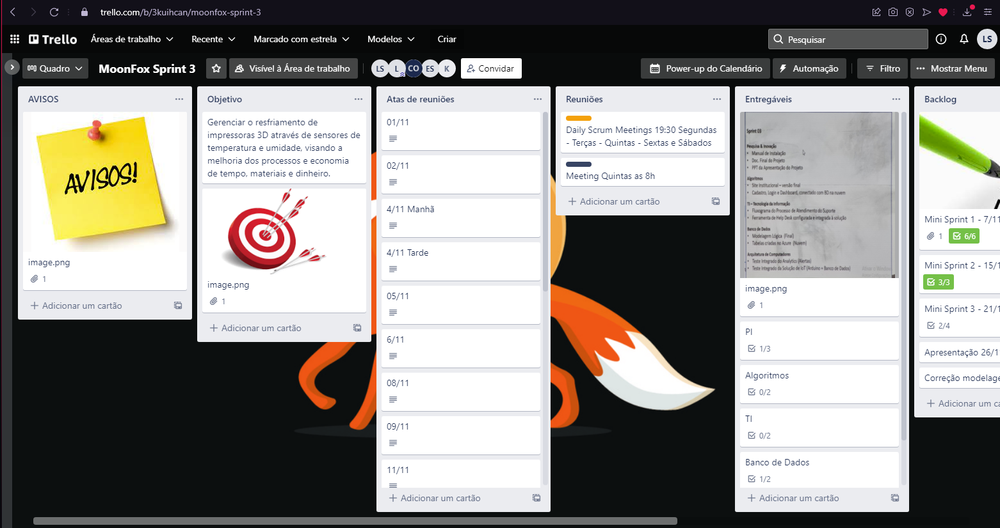 trello.com/b/3kuihcan/moonfox-sprint-3
Trello
Áreas de trabalho
Recente
Marcado com estrela
Modelos
Criar
Pesquisar
LS
Quadro
MoonFox Sprint 3
Visível à Área de trabalho
LS
L
CO
ES
K
Convidar
Power-up do Calendário
Automação
Filtro
Mostrar Menu
AVISOS
AVISOS!
image.png
1
Adicionar um cartão
Objetivo
Gerenciar o resfriamento de
impressoras 3D através de sensores de
temperatura e umidade, visando a
melhoria dos processos e economia
de tempo, materiais e dinheiro.
image.png
1
Adicionar um cartão
Atas de reuniões
01/11
02/11
4/11 Manhã
4/11 Tarde
05/11
6/11
08/11
09/11
11/11
Adicionar um cartão
Reuniões
Daily Scrum Meetings 19:30 Segundas
- Terças - Quintas - Sextas e Sábados
Meeting Quintas as 8h
Adicionar um cartão
Entregáveis
Sprint 03
Pesquisa & Inovação
• Manual de Instalação
• Doc. Final do Projeto
• PPT da Apresentação do Projeto
Algoritmos
• Site Institucional – versão final
• Cadastro, Login e Dashboard, conectado com BD na nuvem
TI – Tecnologia da Informação
• Fluxograma do Processo de Atendimento do Suporte
• Ferramenta de Help Desk configurada e integrada à solução
Banco de Dados
• Modelagem Lógica (Final)
• Tabelas criadas no Azure (Nuvem)
Arquitetura de Computadores
• Teste Integrado do Analytics (Alertas)
• Teste Integrado da Solução de IoT (Arduino + Banco de Dados)
image.png
1
PI
1/3
Algoritmos
0/2
TI
0/2
Banco de Dados
1/2
Adicionar um cartão
Backlog
Mini Sprint 1 - 7/11
1
6/6
Mini Sprint 2 - 15/1
3/3
Mini Sprint 3 - 21/1
2/4
Apresentação 26/1
Correção modelage
Adicionar um ca